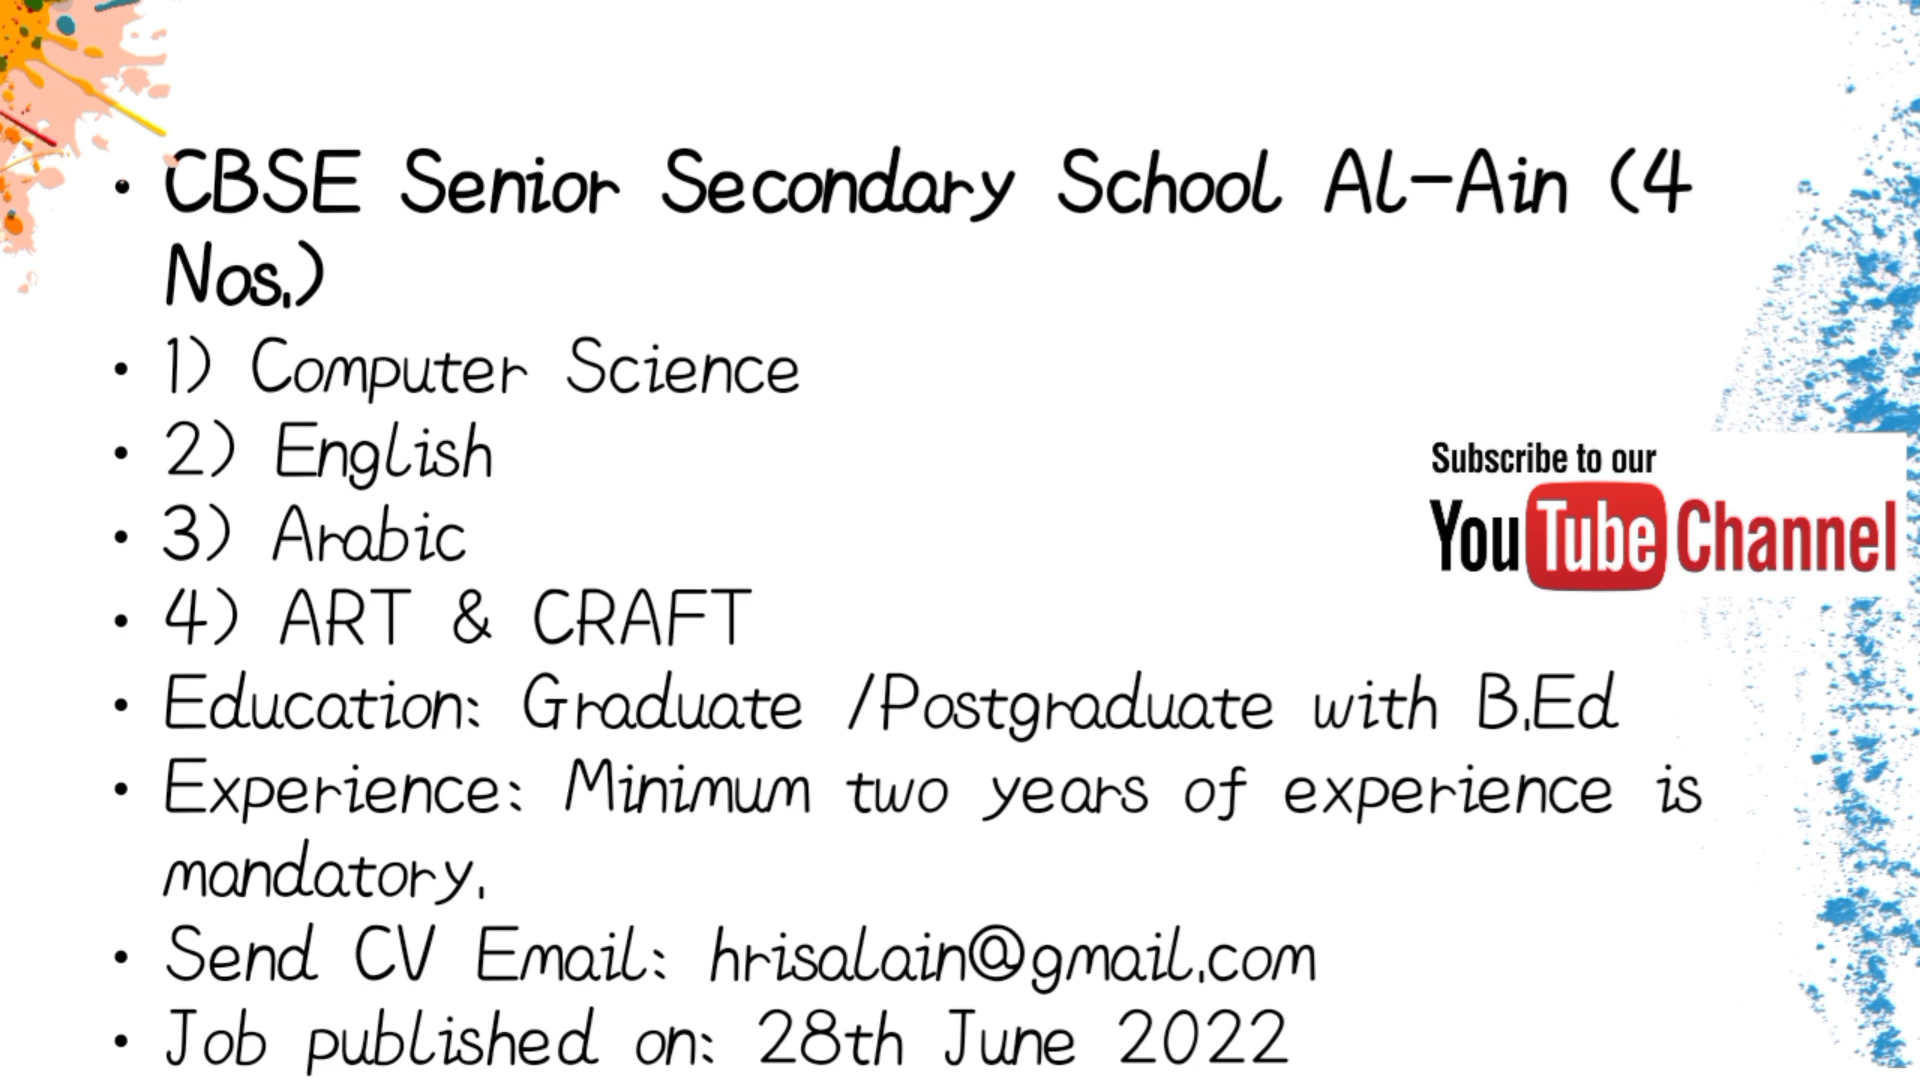 • CBSE Senior Secondary School Al-Ain (4
Nos.)
• 1) Computer Science
• 2) English
• 3) Arabic
• 4) ART & CRAFT
• Education: Graduate /Postgraduate with B.Ed
• Experience: Minimum two years of experience is
mandatory.
• Send CV Email: hrisalain@gmail.com
• Job published on: 28th June 2022
Subscribe to our
YouTube Channel